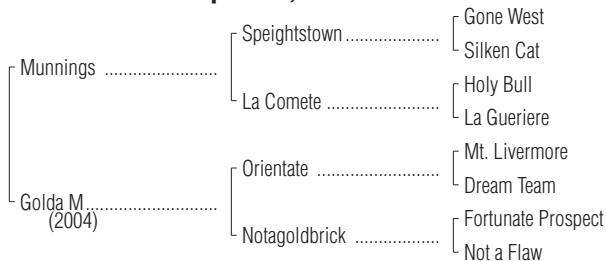 Gone West
Speightstown ....................
Silken Cat
Munnings ........................
Holy Bull
La Comete ........................
La Gueriere
Mt. Livermore
Orientate ..........................
Dream Team
Golda M............................
(2004)
Fortunate Prospect
Notagoldbrick ..................
Not a Flaw